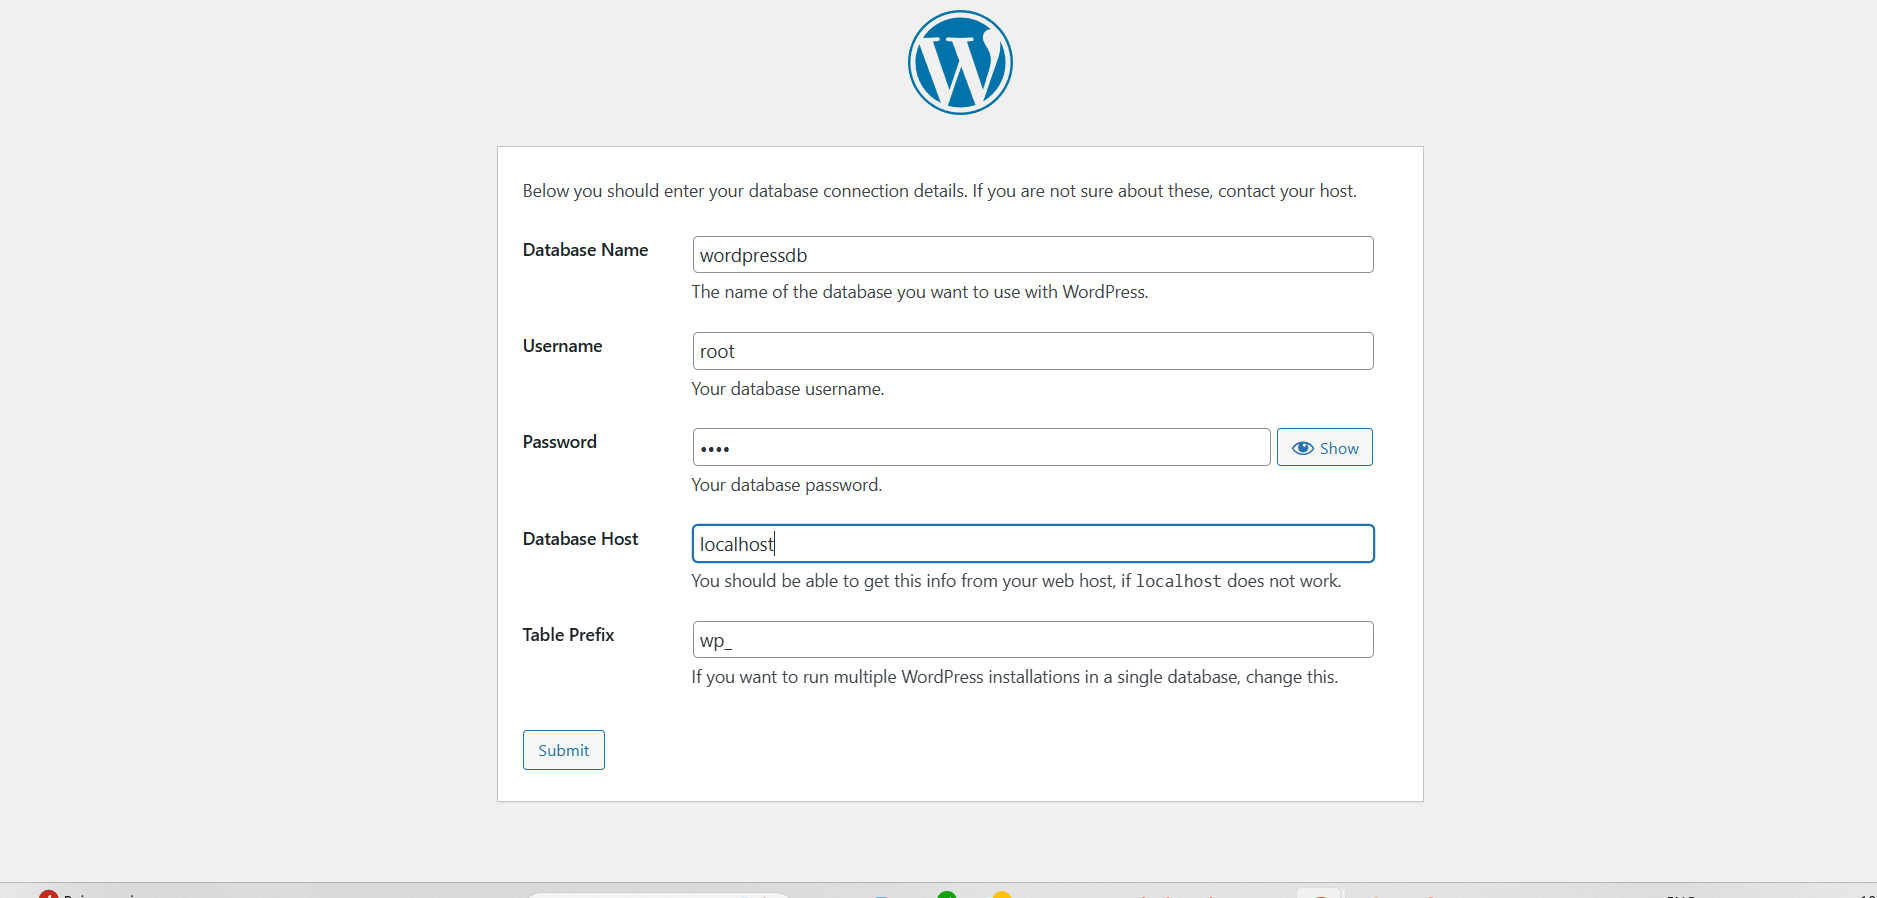 Below you should enter your database connection details. If you are not sure about these, contact your host.
Database Name
wordpressdb
The name of the database you want to use with WordPress.
Username
root
Your database username.
Password
••••
Show
Your database password.
Database Host
localhost
You should be able to get this info from your web host, if localhost does not work.
Table Prefix
wp_
If you want to run multiple WordPress installations in a single database, change this.
Submit